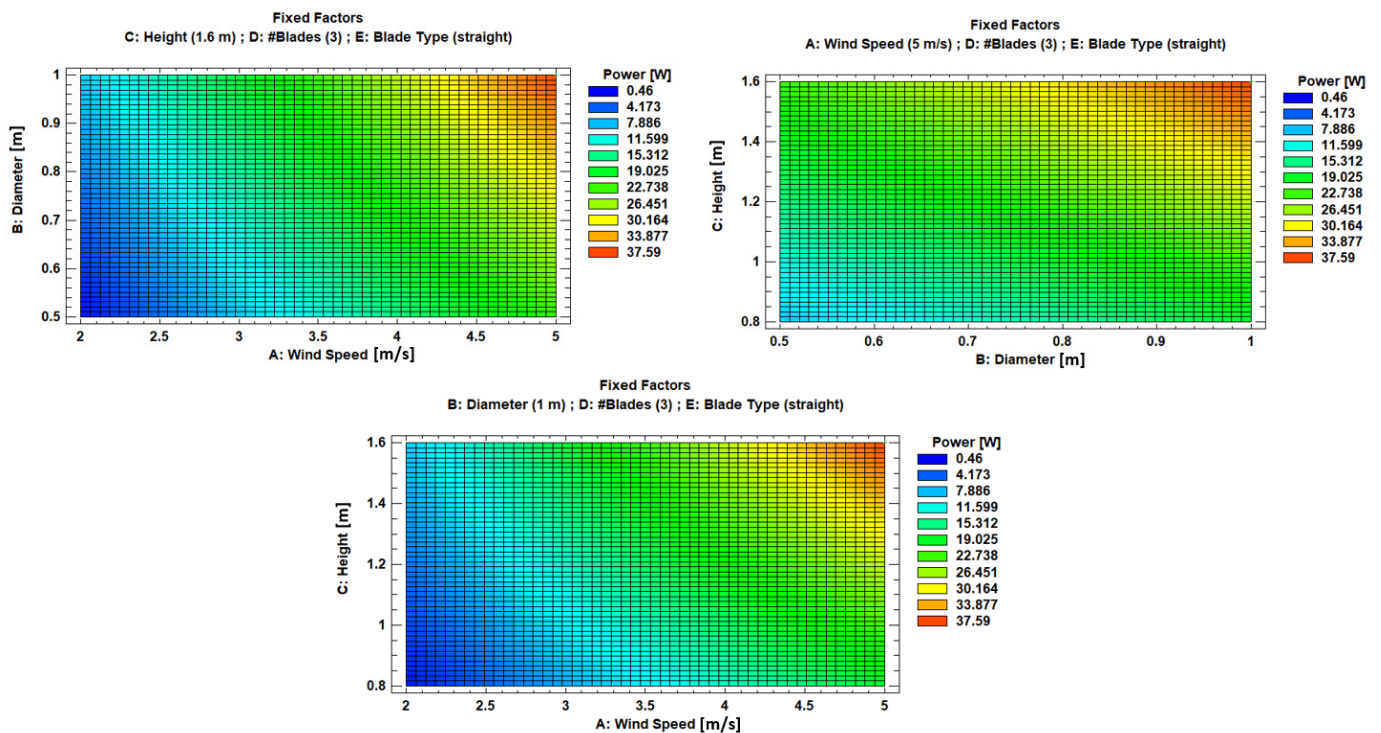 Fixed Factors
C: Height (1.6 m) ; D: #Blades (3) ; E: Blade Type (straight)
B: Diameter [m]
1
0.9
0.8
0.7
0.6
0.5
2 2.5 3 3.5 4 4.5 5
A: Wind Speed [m/s]
Power [W]
0.46
4.173
7.886
11.599
15.312
19.025
22.738
26.451
30.164
33.877
37.59
Fixed Factors
A: Wind Speed (5 m/s) ; D: #Blades (3) ; E: Blade Type (straight)
C: Height [m]
1.6
1.4
1.2
1
0.8
0.5 0.6 0.7 0.8 0.9 1
B: Diameter [m]
Power [W]
0.46
4.173
7.886
11.599
15.312
19.025
22.738
26.451
30.164
33.877
37.59
Fixed Factors
B: Diameter (1 m) ; D: #Blades (3) ; E: Blade Type (straight)
C: Height [m]
1.6
1.4
1.2
1
0.8
2 2.5 3 3.5 4 4.5 5
A: Wind Speed [m/s]
Power [W]
0.46
4.173
7.886
11.599
15.312
19.025
22.738
26.451
30.164
33.877
37.59